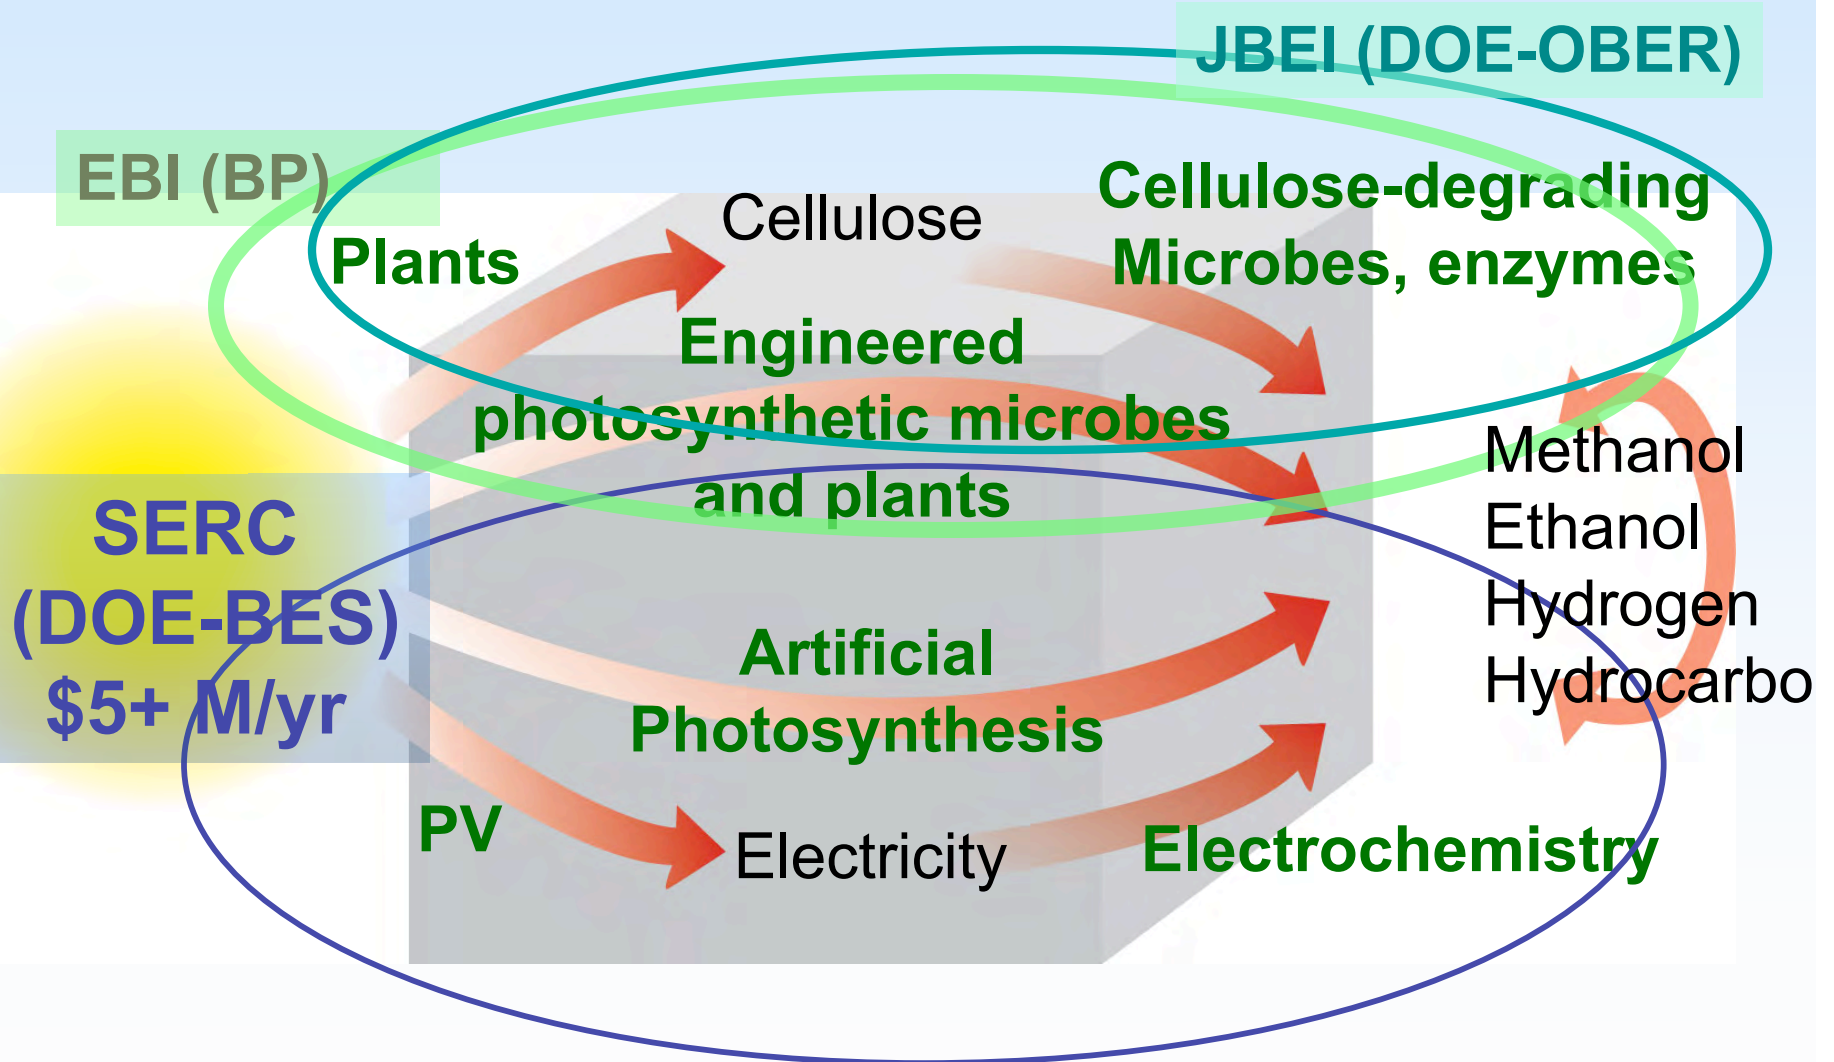 JBEI (DOE-OBER)
EBI (BP)
Cellulose
Cellulose-degrading
Microbes, enzymes
Plants
Engineered
photosynthetic microbes
and plants
SERC
(DOE-BES)
$5+ M/yr
Methanol
Ethanol
Hydrogen
Hydrocarbo
Artificial
Photosynthesis
PV
Electricity
Electrochemistry